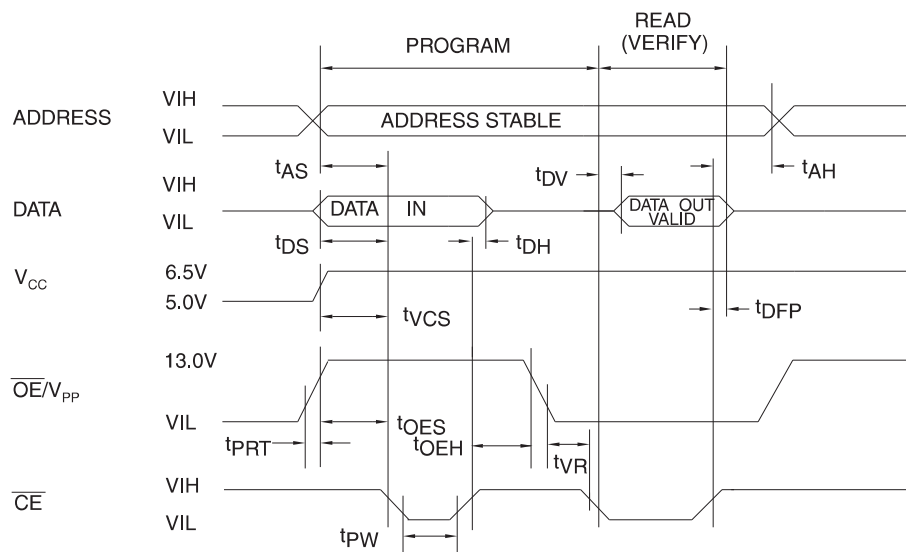 READ
PROGRAM (VERIFY)
VIH
ADDRESS ADDRESS STABLE
VIL
tAS tDV tAH
VIH
DATA DATA IN DATA OUT
VIL VALID
tDS tDH
6.5V
VCC
5.0V
tVCS tDFP
13.0V
OE/VPP
VIL
tOES
tPRT tOEH tVR
VIH
CE
VIL
tPW